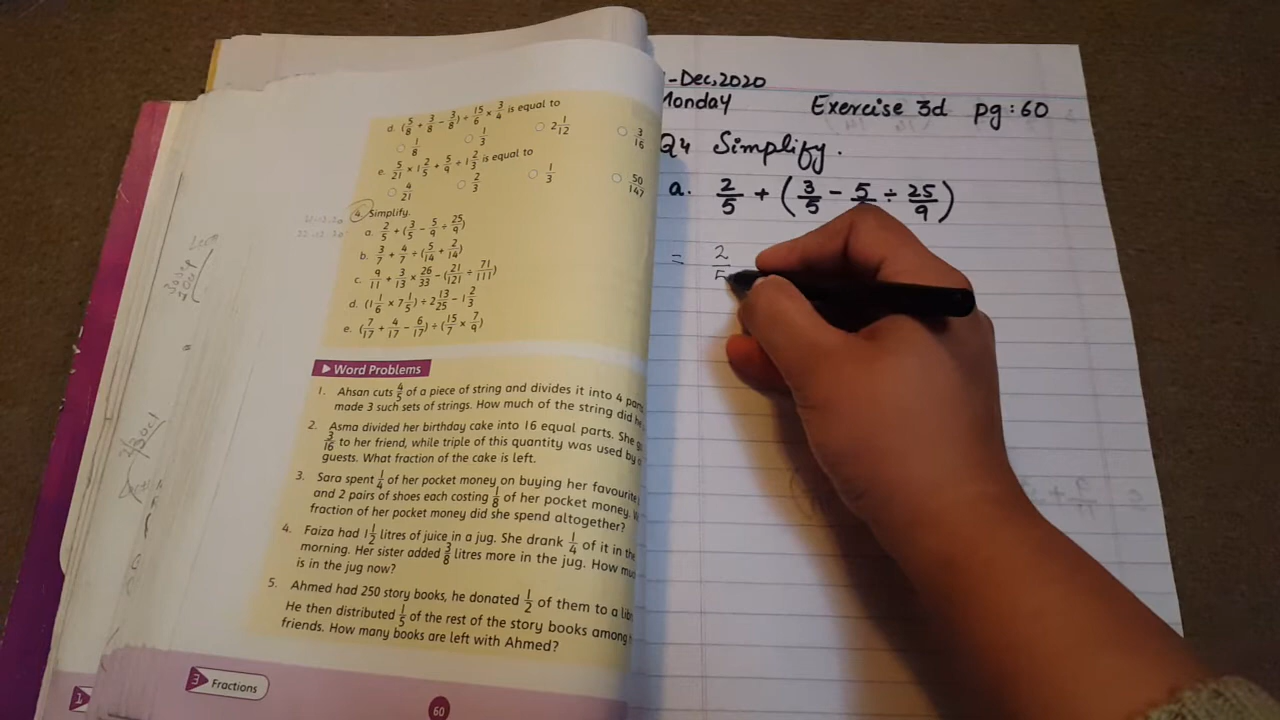 d. (5/8 + 3/8 − 3/8) ÷ 15/6 × 3/4 is equal to
1/8 1/3 2 1/12 3/16
e. 5/21 × 1 2/5 + 5/9 ÷ 1 2/3 is equal to
4/21 2/3 1/3 50/147
4. Simplify.
a. 2/5 + (3/5 − 5/9 ÷ 25/9)
b. 3/7 + 4/7 ÷ (5/14 + 2/14)
c. 9/11 + 3/13 × 26/33 − (21/121 ÷ 71/111)
d. (1 1/6 × 7 1/5) ÷ 2 13/25 − 1 2/3
e. (7/17 + 4/17 − 6/17) ÷ (15/7 × 7/9)
Word Problems
1. Ahsan cuts 4/5 of a piece of string and divides it into 4
made 3 such sets of strings. How much of the string did
2. Asma divided her birthday cake into 16 equal parts. She
3/16 to her friend, while triple of this quantity was used by
guests. What fraction of the cake is left.
3. Sara spent 1/4 of her pocket money on buying her favourite
and 2 pairs of shoes each costing 1/8 of her pocket money.
fraction of her pocket money did she spend altogether?
4. Faiza had 1 1/2 litres of juice in a jug. She drank 1/4 of it in the
morning. Her sister added 3/8 litres more in the jug. How
is in the jug now?
5. Ahmed had 250 story books, he donated 1/2 of them to a
He then distributed 1/5 of the rest of the story books among
friends. How many books are left with Ahmed?
3 Fractions
60
-Dec,2020
Monday Exercise 3d pg:60
Q4 Simplify.
a. 2/5 + (3/5 − 5 ÷ 25/9)
= 2/5